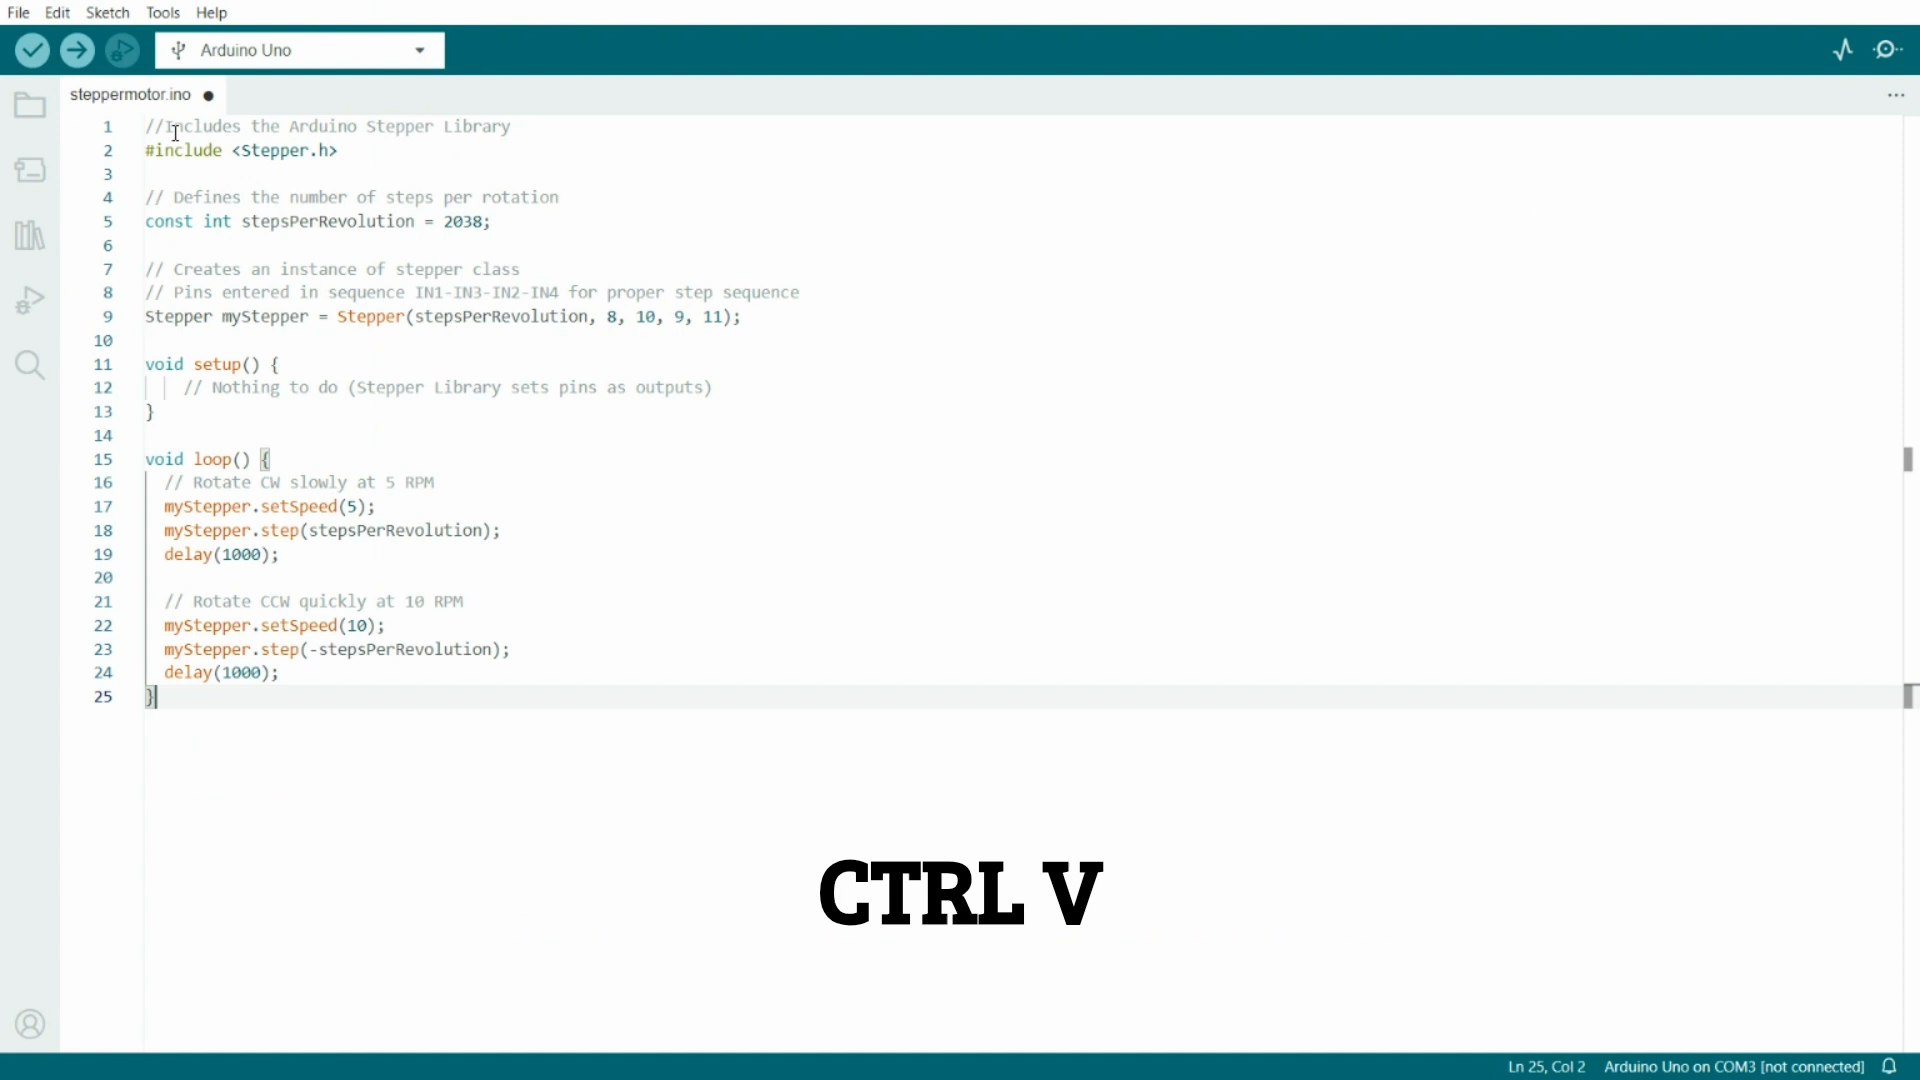 File Edit Sketch Tools Help
Arduino Uno
steppermotor.ino
1 //Includes the Arduino Stepper Library
2 #include <Stepper.h>
3
4 // Defines the number of steps per rotation
5 const int stepsPerRevolution = 2038;
6
7 // Creates an instance of stepper class
8 // Pins entered in sequence IN1-IN3-IN2-IN4 for proper step sequence
9 Stepper myStepper = Stepper(stepsPerRevolution, 8, 10, 9, 11);
10
11 void setup() {
12 // Nothing to do (Stepper Library sets pins as outputs)
13 }
14
15 void loop() {
16 // Rotate CW slowly at 5 RPM
17 myStepper.setSpeed(5);
18 myStepper.step(stepsPerRevolution);
19 delay(1000);
20
21 // Rotate CCW quickly at 10 RPM
22 myStepper.setSpeed(10);
23 myStepper.step(-stepsPerRevolution);
24 delay(1000);
25 }
CTRL V
Ln 25, Col 2 Arduino Uno on COM3 [not connected]